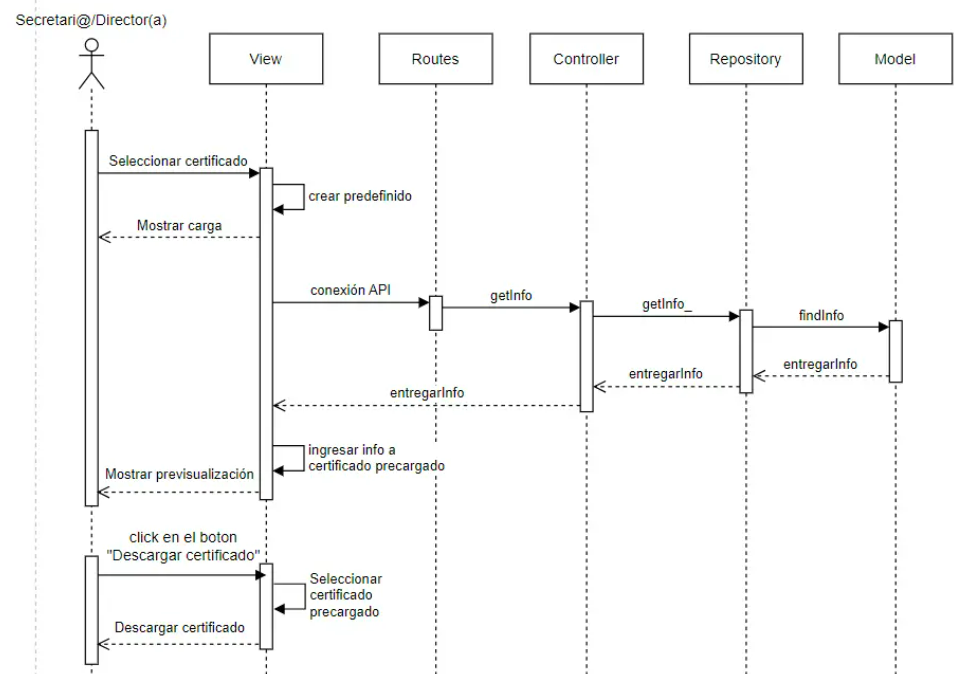 Secretari@/Director(a)
View
Routes
Controller
Repository
Model
Seleccionar certificado
crear predefinido
Mostrar carga
conexión API
getInfo
getInfo_
findInfo
entregarInfo
entregarInfo
entregarInfo
ingresar info a
certificado precargado
Mostrar previsualización
click en el boton
"Descargar certificado"
Seleccionar
certificado
precargado
Descargar certificado